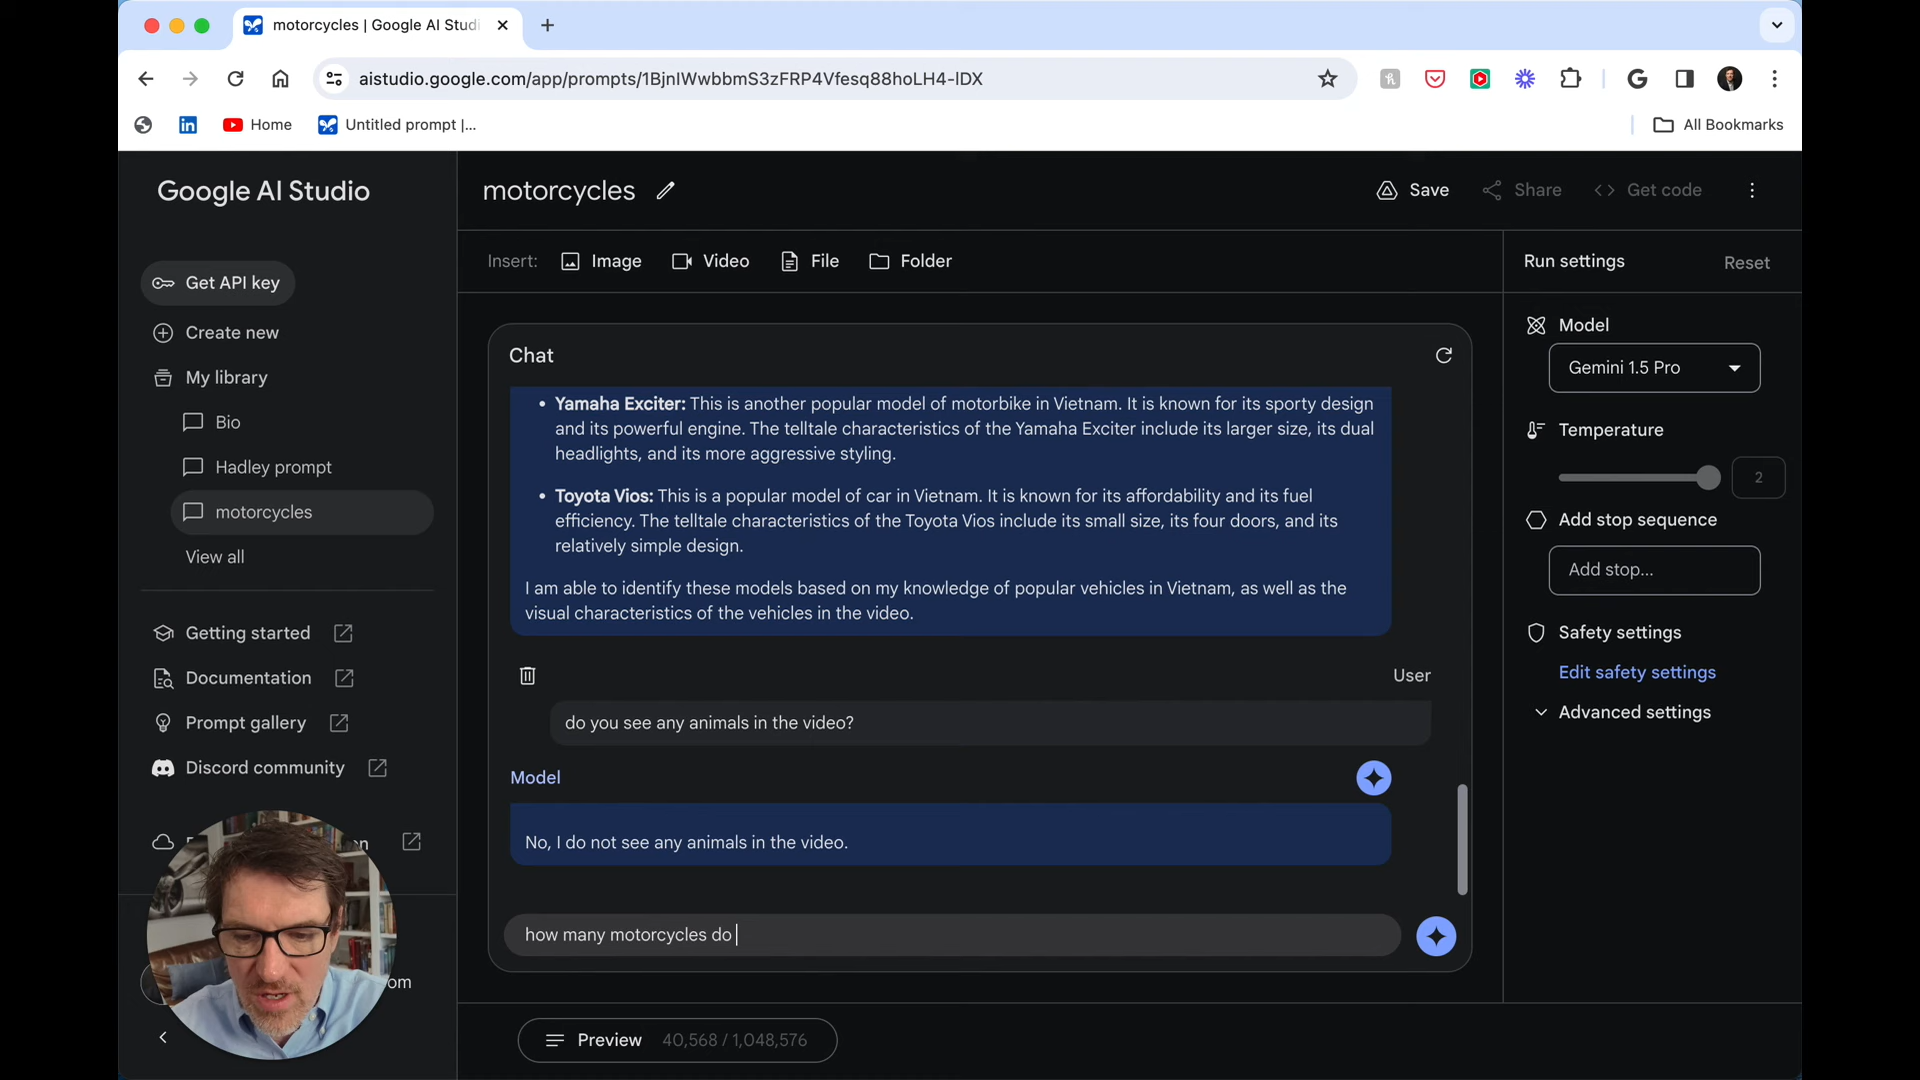 motorcycles | Google AI Studi
aistudio.google.com/app/prompts/1BjnIWwbbmS3zFRP4Vfesq88hoLH4-lDX
Home
Untitled prompt |...
All Bookmarks
Google AI Studio
Get API key
Create new
My library
Bio
Hadley prompt
motorcycles
View all
Getting started
Documentation
Prompt gallery
Discord community
motorcycles
Save
Share
Get code
Insert:
Image
Video
File
Folder
Chat
• Yamaha Exciter: This is another popular model of motorbike in Vietnam. It is known for its sporty design
and its powerful engine. The telltale characteristics of the Yamaha Exciter include its larger size, its dual
headlights, and its more aggressive styling.
• Toyota Vios: This is a popular model of car in Vietnam. It is known for its affordability and its fuel
efficiency. The telltale characteristics of the Toyota Vios include its small size, its four doors, and its
relatively simple design.
I am able to identify these models based on my knowledge of popular vehicles in Vietnam, as well as the
visual characteristics of the vehicles in the video.
User
do you see any animals in the video?
Model
No, I do not see any animals in the video.
how many motorcycles do
Preview 40,568 / 1,048,576
Run settings
Reset
Model
Gemini 1.5 Pro
Temperature
2
Add stop sequence
Add stop...
Safety settings
Edit safety settings
Advanced settings